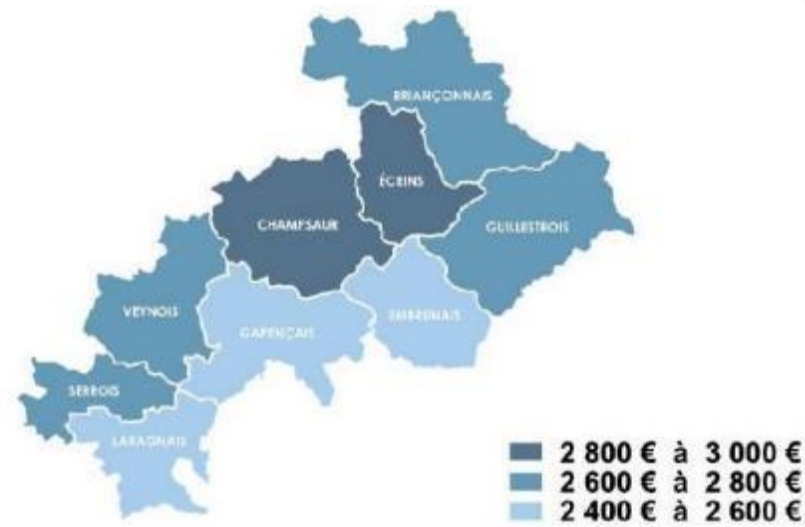 BRIANÇONNAIS
ÉCRINS
CHAMPSAUR
GUILLESTROIS
VEYNOIS
GAPENÇAIS
EMBRUNAIS
SERROIS
LARAGNAIS
2 800 € à 3 000 €
2 600 € à 2 800 €
2 400 € à 2 600 €